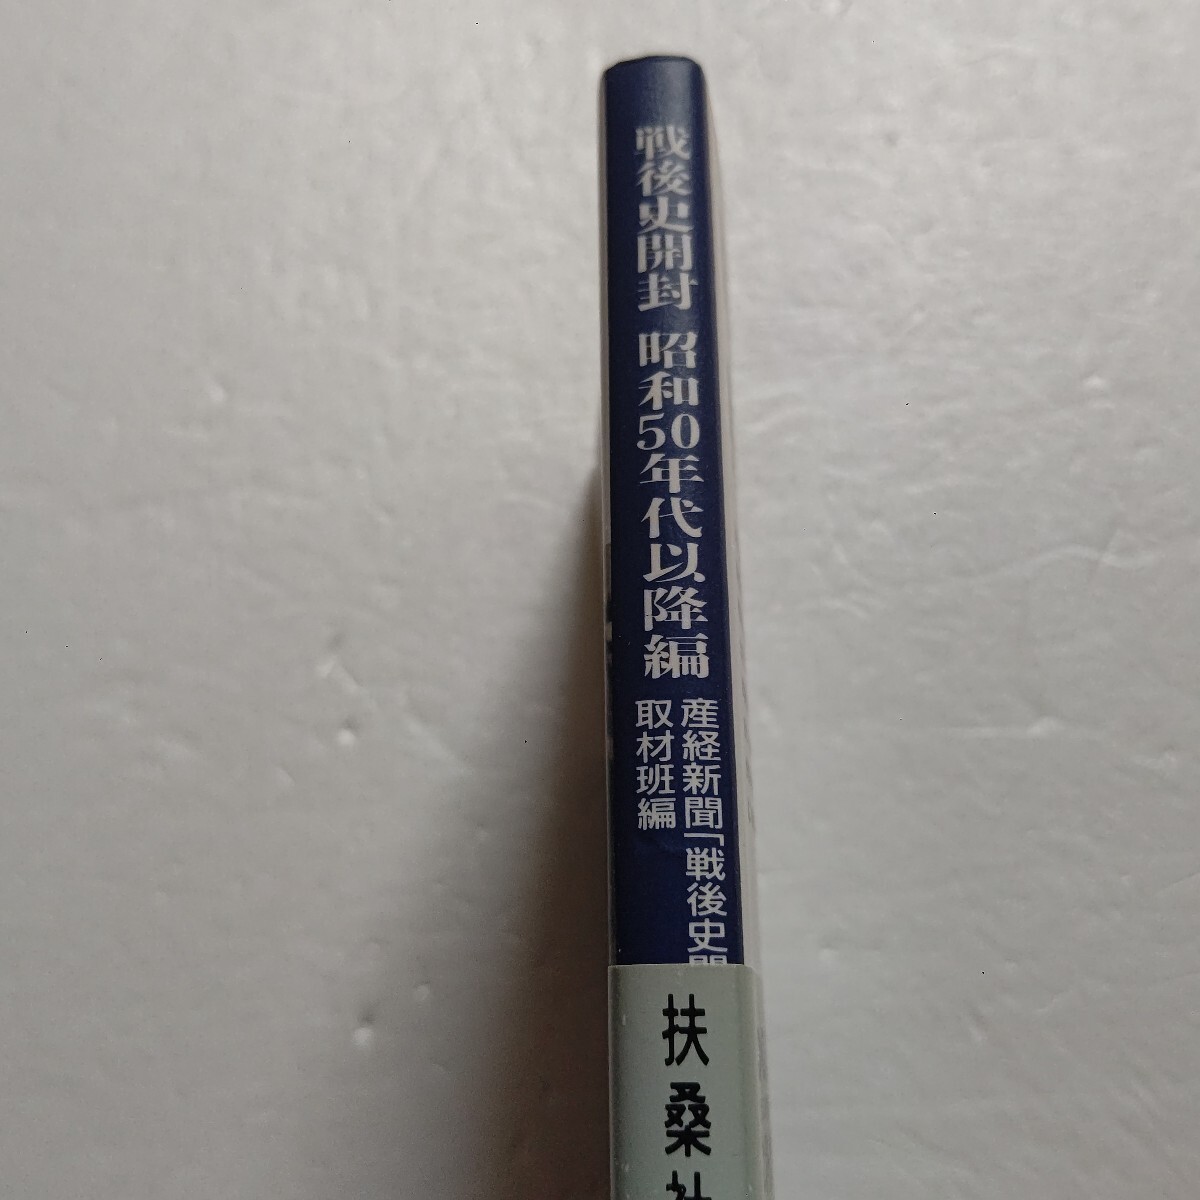 戦後史開封 昭和50年代以降編
産経新聞「戦後史開
取材班編
扶桑社